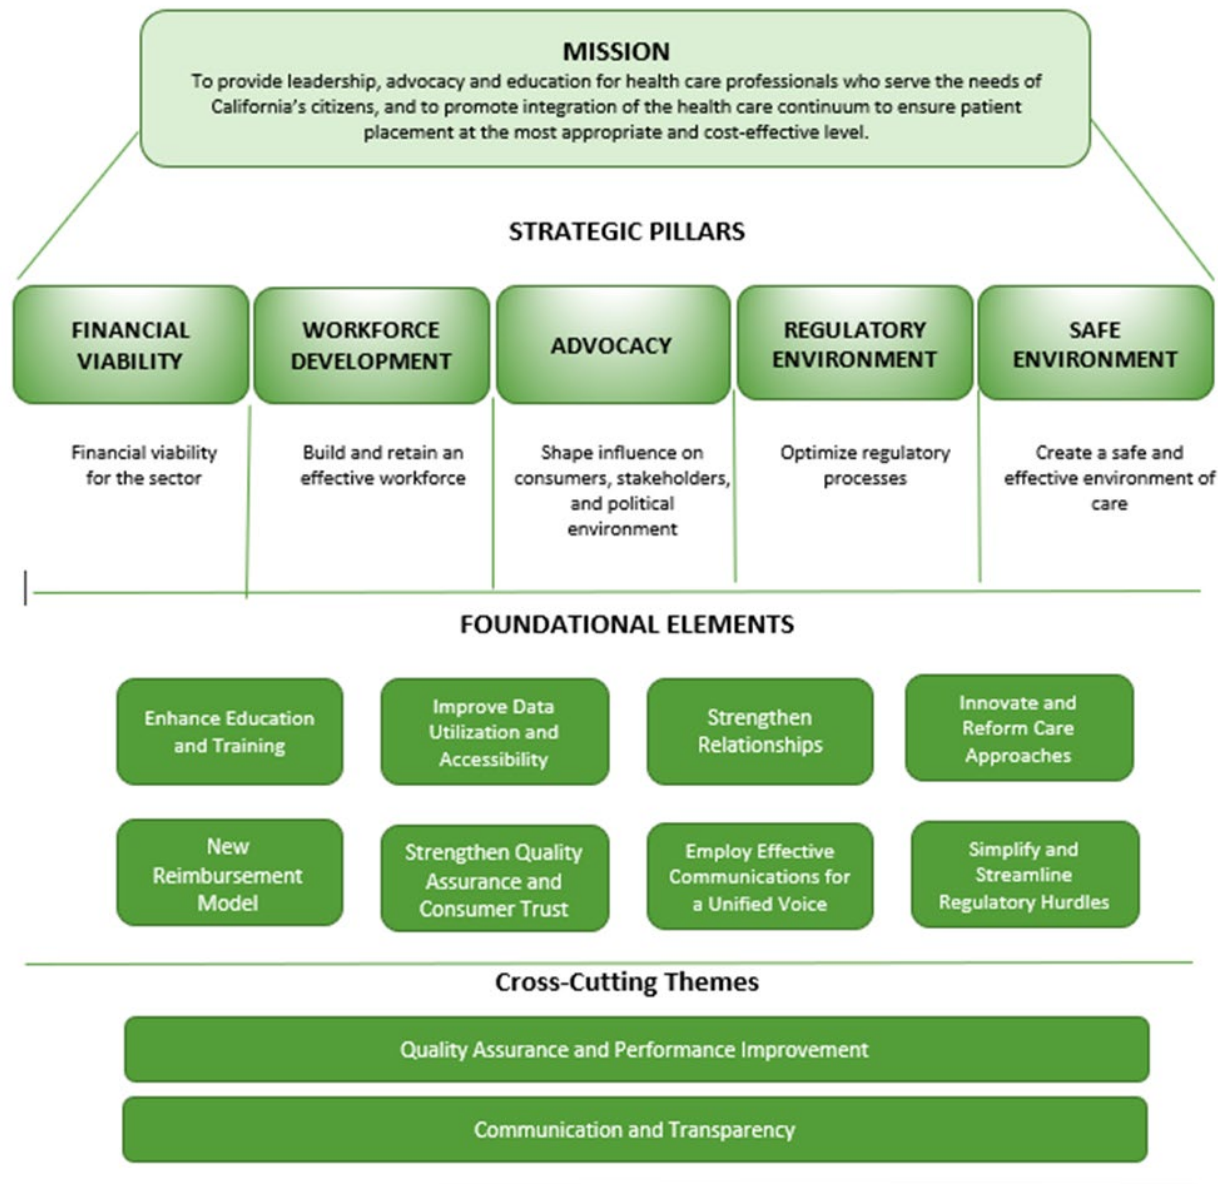 MISSION
To provide leadership, advocacy and education for health care professionals who serve the needs of
California's citizens, and to promote integration of the health care continuum to ensure patient
placement at the most appropriate and cost-effective level.
STRATEGIC PILLARS
FINANCIAL
VIABILITY
WORKFORCE
DEVELOPMENT
ADVOCACY
REGULATORY
ENVIRONMENT
SAFE
ENVIRONMENT
Financial viability
for the sector
Build and retain an
effective workforce
Shape influence on
consumers, stakeholders,
and political
environment
Optimize regulatory
processes
Create a safe and
effective environment of
care
FOUNDATIONAL ELEMENTS
Enhance Education
and Training
Improve Data
Utilization and
Accessibility
Strengthen
Relationships
Innovate and
Reform Care
Approaches
New
Reimbursement
Model
Strengthen Quality
Assurance and
Consumer Trust
Employ Effective
Communications for
a Unified Voice
Simplify and
Streamline
Regulatory Hurdles
Cross-Cutting Themes
Quality Assurance and Performance Improvement
Communication and Transparency